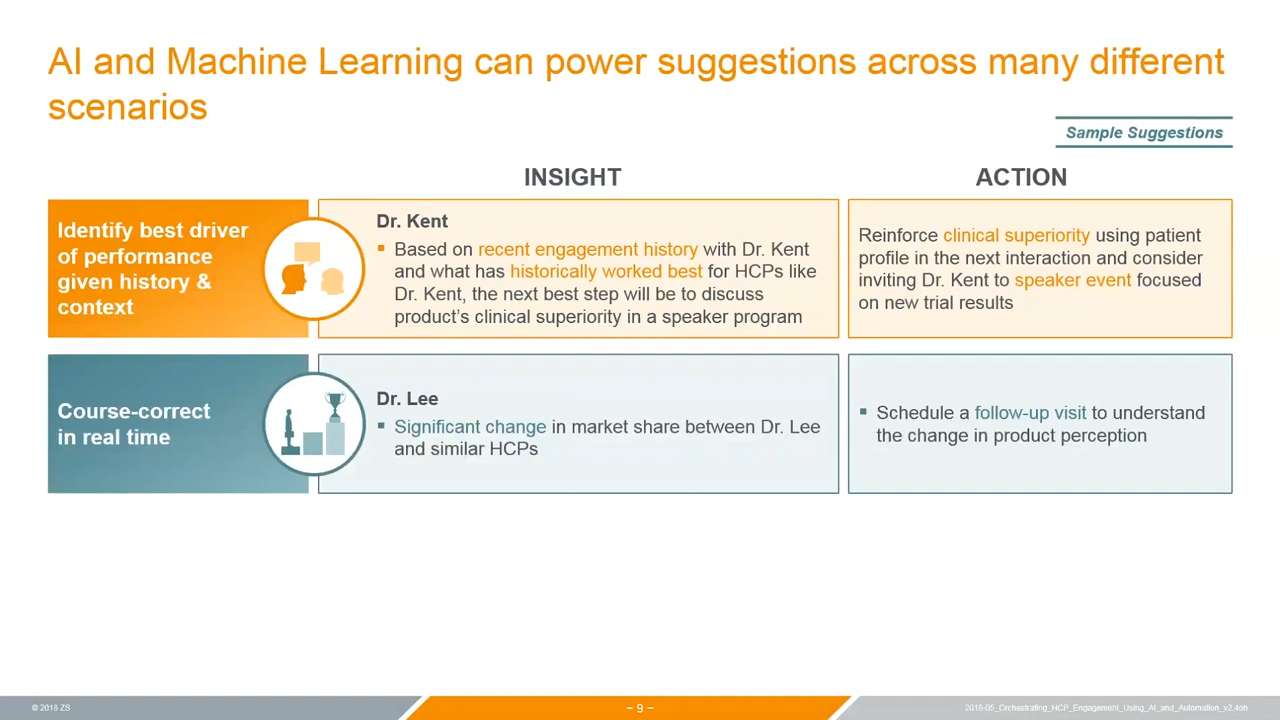 AI and Machine Learning can power suggestions across many different
scenarios
Sample Suggestions
INSIGHT
ACTION
Identify best driver
of performance
given history &
context
Dr. Kent
▪ Based on recent engagement history with Dr. Kent
and what has historically worked best for HCPs like
Dr. Kent, the next best step will be to discuss
product's clinical superiority in a speaker program
Reinforce clinical superiority using patient
profile in the next interaction and consider
inviting Dr. Kent to speaker event focused
on new trial results
Course-correct
in real time
Dr. Lee
▪ Significant change in market share between Dr. Lee
and similar HCPs
▪ Schedule a follow-up visit to understand
the change in product perception
© 2018 ZS
– 9 –
2018-05_Orchestrating_HCP_Engagement_Using_AI_and_Automation_v2.4oh